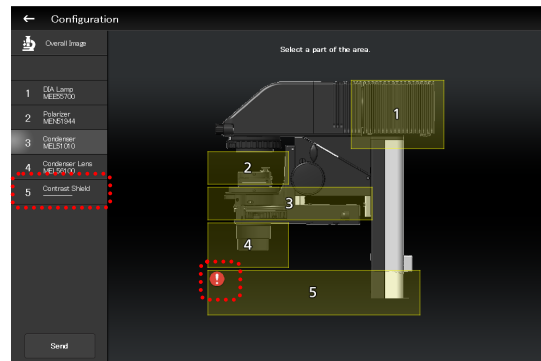 ← Configuration
Overall Image
Select a part of the area.
1 DIA Lamp
MEE55700
2 Polarizer
MEN51944
3 Condenser
MEL51010
4 Condenser Lens
MEL56100
5 Contrast Shield
1
2
3
4
!
5
Send